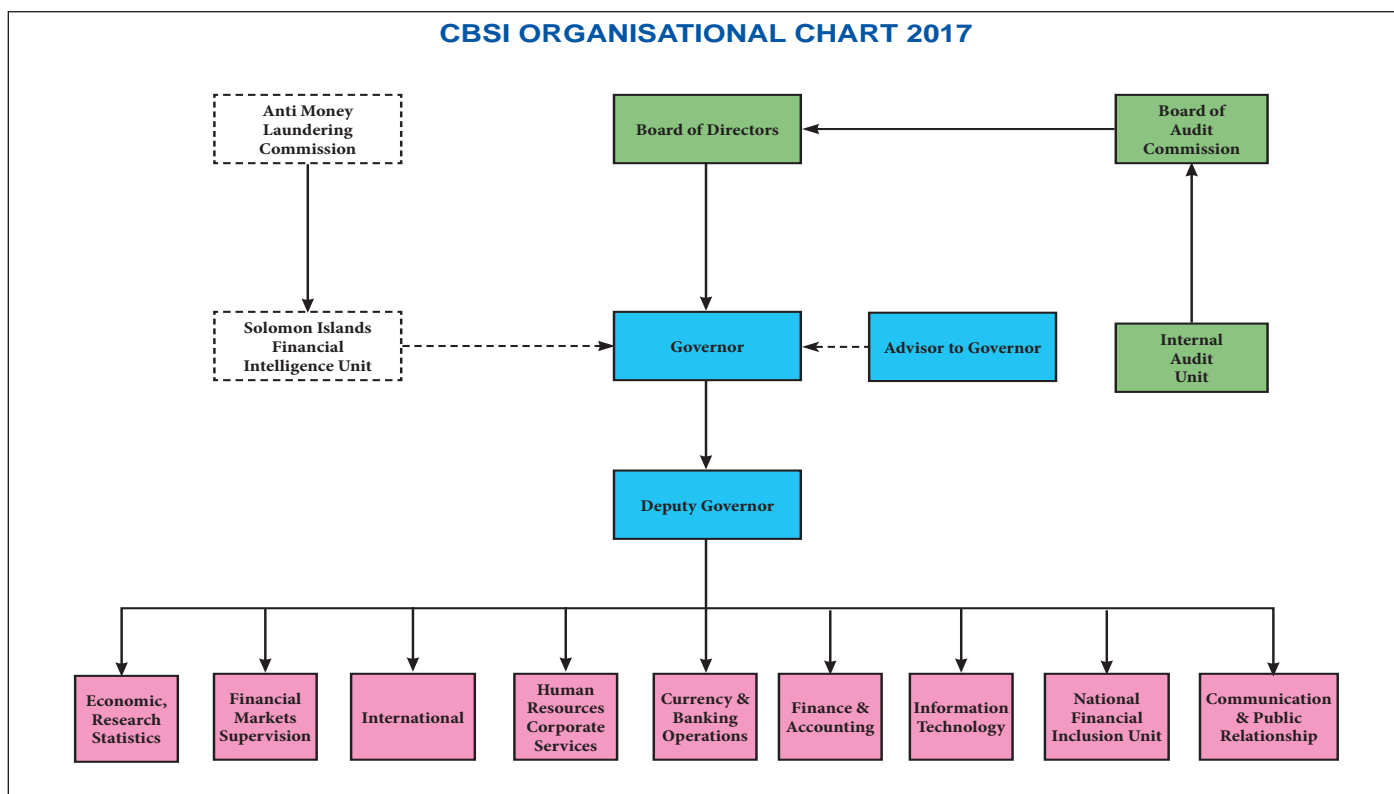 CBSI ORGANISATIONAL CHART 2017
Anti Money
Laundering
Commission
Board of Directors
Board of
Audit
Commission
Solomon Islands
Financial
Intelligence Unit
Governor
Advisor to Governor
Internal
Audit
Unit
Deputy Governor
Economic,
Research
Statistics
Financial
Markets
Supervision
International
Human
Resources
Corporate
Services
Currency &
Banking
Operations
Finance &
Accounting
Information
Technology
National
Financial
Inclusion Unit
Communication
& Public
Relationship